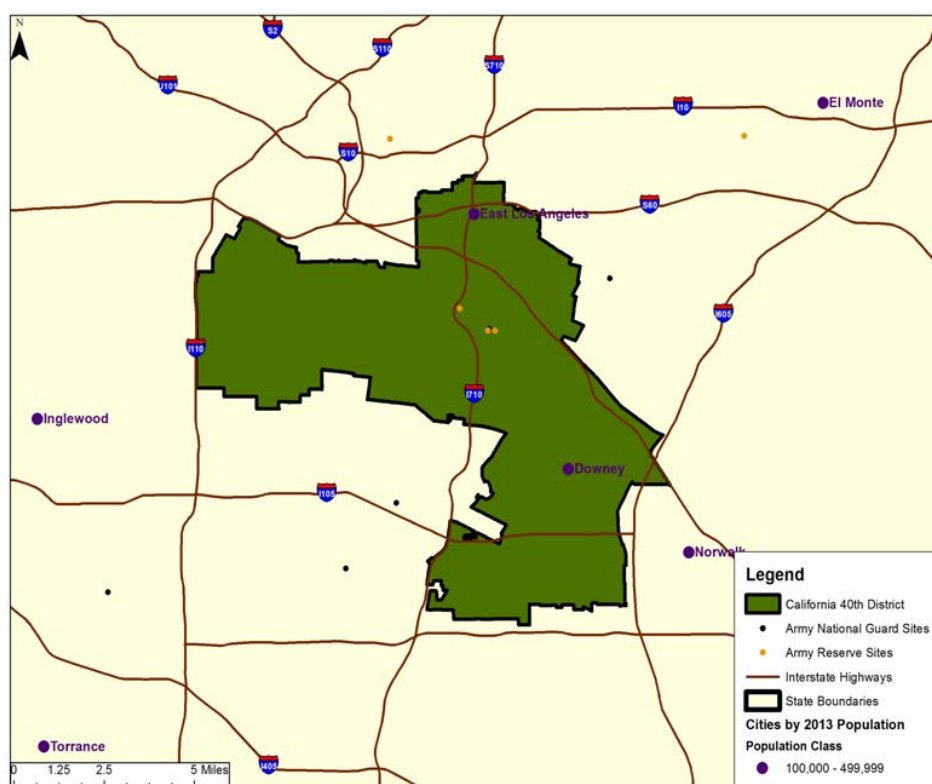 N
S2
S110
S710
J101
I10
El Monte
S10
S60
East Los Angeles
I605
I110
I710
Inglewood
Downey
I105
Norwalk
Legend
California 40th District
Army National Guard Sites
Army Reserve Sites
Interstate Highways
State Boundaries
Cities by 2013 Population
Population Class
100,000 - 499,999
Torrance
I405
0 1.25 2.5 5 Miles